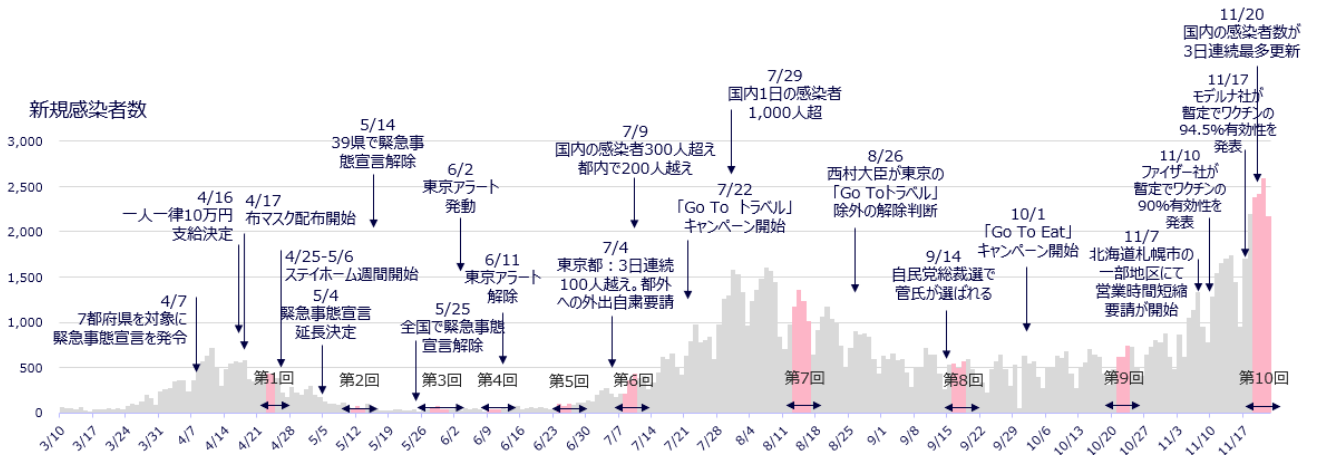 新規感染者数
3,000
2,500
2,000
1,500
1,000
500
0
4/7
7都府県を対象に
緊急事態宣言を発令
4/16
一人一律10万円
支給決定
4/17
布マスク配布開始
4/25-5/6
ステイホーム週間開始
5/4
緊急事態宣言
延長決定
5/14
39県で緊急事
態宣言解除
5/25
全国で緊急事態
宣言解除
6/2
東京アラート
発動
6/11
東京アラート
解除
7/4
東京都：3日連続
100人越え。都外
への外出自粛要請
7/9
国内の感染者300人超え
都内で200人越え
7/22
「Go To トラベル」
キャンペーン開始
7/29
国内1日の感染者
1,000人超
8/26
西村大臣が東京の
「Go Toトラベル」
除外の解除判断
9/14
自民党総裁選で
菅氏が選ばれる
10/1
「Go To Eat」
キャンペーン開始
11/7
北海道札幌市の
一部地区にて
営業時間短縮
要請が開始
11/10
ファイザー社が
暫定でワクチンの
90%有効性を
発表
11/17
モデルナ社が
暫定でワクチンの
94.5%有効性を
発表
11/20
国内の感染者数が
3日連続最多更新
第1回
第2回
第3回
第4回
第5回
第6回
第7回
第8回
第9回
第10回
3/10
3/17
3/24
3/31
4/7
4/14
4/21
4/28
5/5
5/12
5/19
5/26
6/2
6/9
6/16
6/23
6/30
7/7
7/14
7/21
7/28
8/4
8/11
8/18
8/25
9/1
9/8
9/15
9/22
9/29
10/6
10/13
10/20
10/27
11/3
11/10
11/17